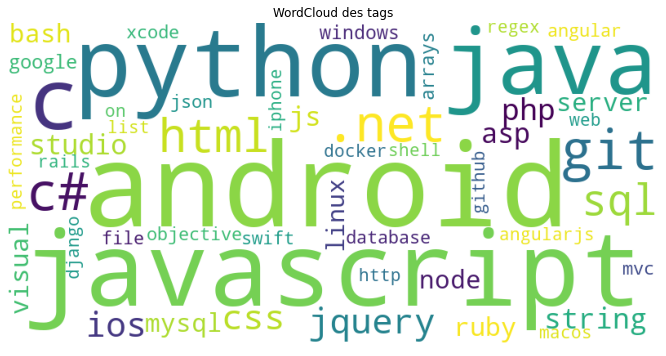 WordCloud des tags
bash
xcode
windows
regex
angular
google
python
java
c
json
iphone
arrays
on
list
js
.net
php
server
web
asp
studio
html
git
rails
docker
shell
performance
c#
android
github
sql
linux
django
file
objective
swift
database
angularjs
visual
javascript
http
node
mvc
ios
mysql
css
jquery
ruby
string
macos